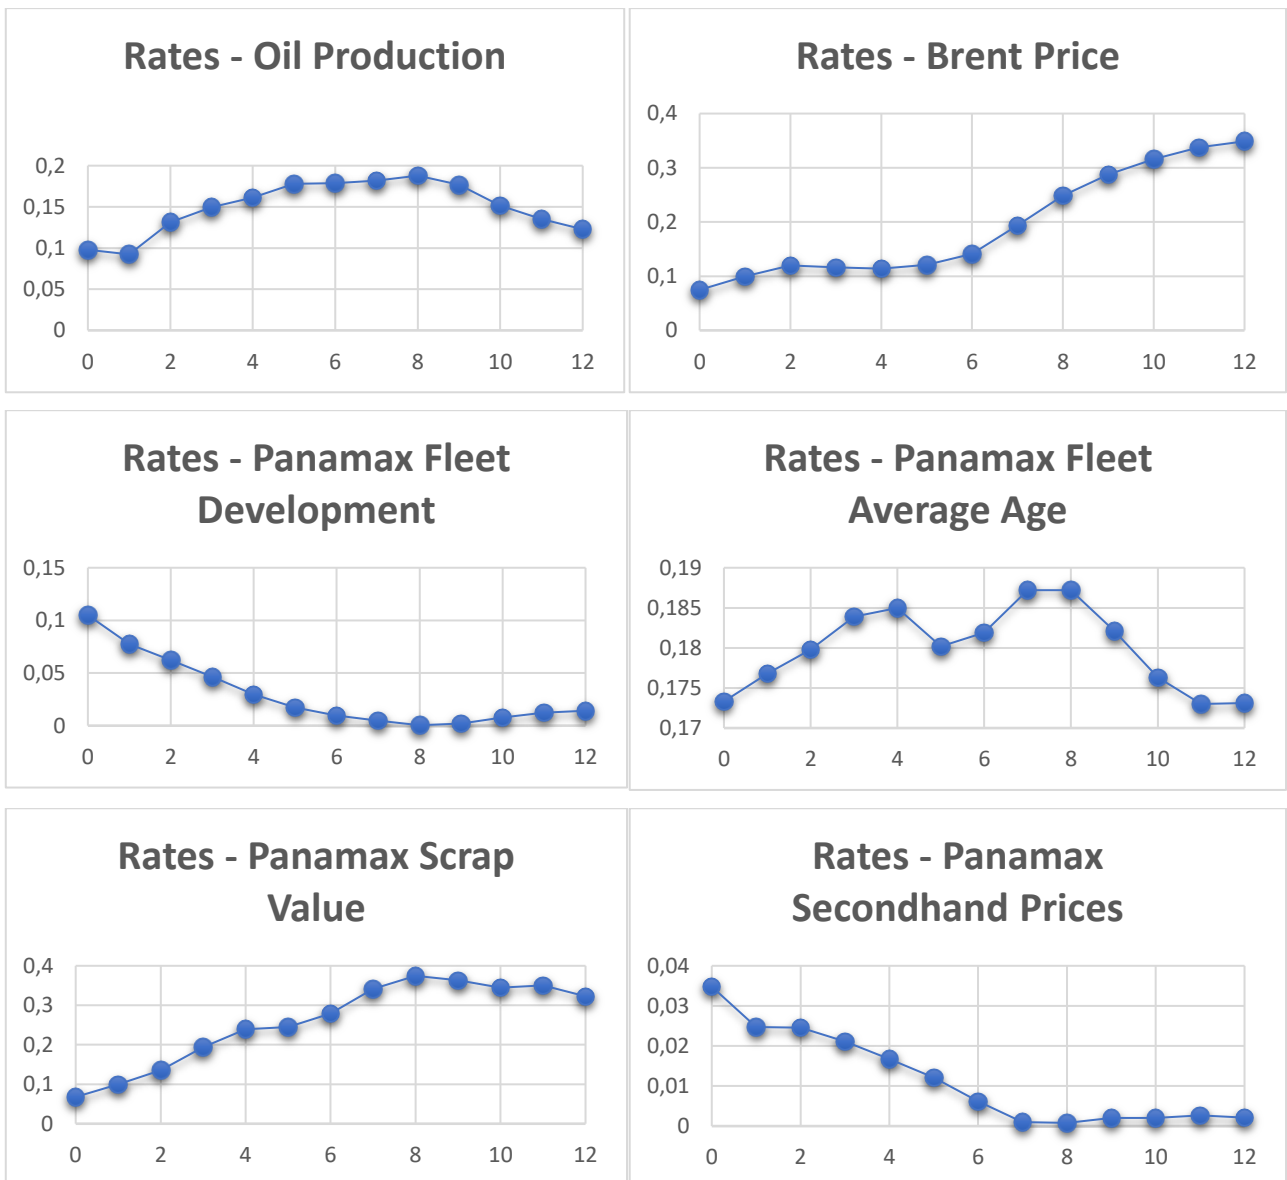 Rates - Oil Production
0,2
0,15
0,1
0,05
0
0 2 4 6 8 10 12
Rates - Brent Price
0,4
0,3
0,2
0,1
0
0 2 4 6 8 10 12
Rates - Panamax Fleet
Development
0,15
0,1
0,05
0
0 2 4 6 8 10 12
Rates - Panamax Fleet
Average Age
0,19
0,185
0,18
0,175
0,17
0 2 4 6 8 10 12
Rates - Panamax Scrap
Value
0,4
0,3
0,2
0,1
0
0 2 4 6 8 10 12
Rates - Panamax
Secondhand Prices
0,04
0,03
0,02
0,01
0
0 2 4 6 8 10 12